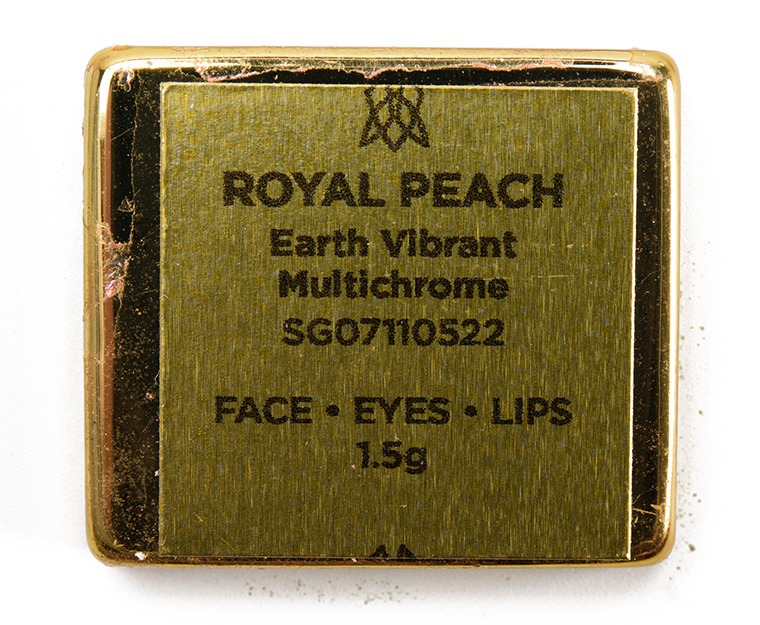 ROYAL PEACH
Earth Vibrant
Multichrome
SG07110522
FACE • EYES • LIPS
1.5g